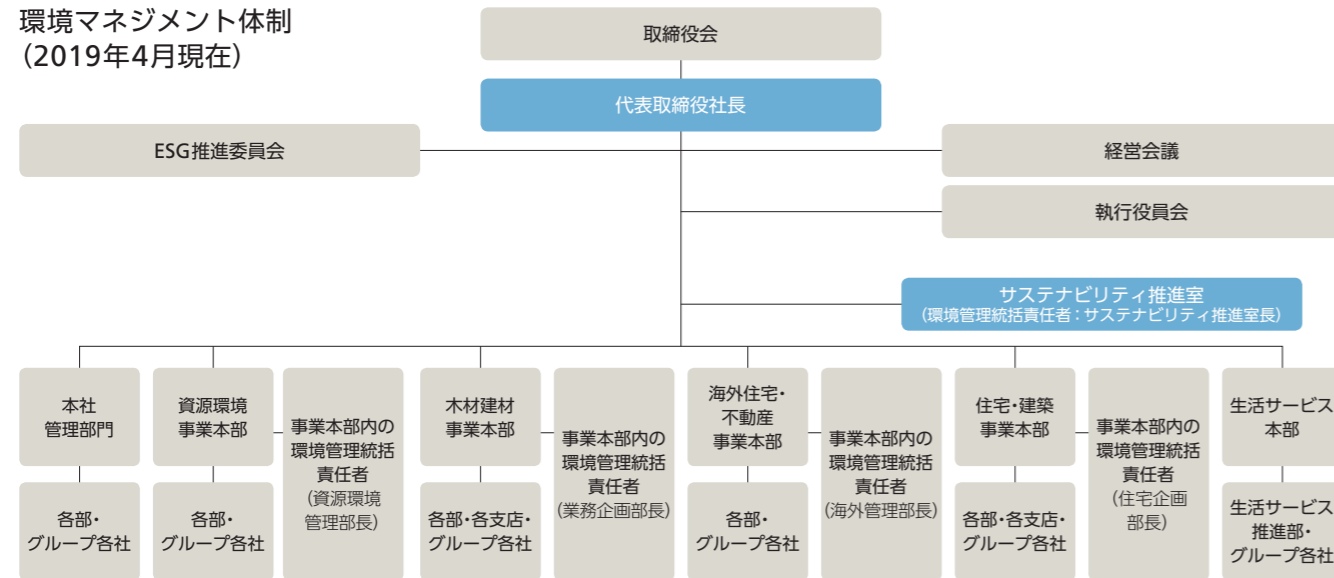 環境マネジメント体制
（2019年4月現在）
取締役会
代表取締役社長
ESG推進委員会
経営会議
執行役員会
サステナビリティ推進室
（環境管理統括責任者：サステナビリティ推進室長）
本社
管理部門
資源環境
事業本部
事業本部内の
環境管理統括
責任者
（資源環境
管理部長）
木材建材
事業本部
事業本部内の
環境管理統括
責任者
（業務企画部長）
海外住宅・
不動産
事業本部
事業本部内の
環境管理統括
責任者
（海外管理部長）
住宅・建築
事業本部
事業本部内の
環境管理統括
責任者
（住宅企画
部長）
生活サービス
本部
各部・
グループ各社
各部・
グループ各社
各部・各支店・
グループ各社
各部・
グループ各社
各部・各支店・
グループ各社
生活サービス
推進部・
グループ各社